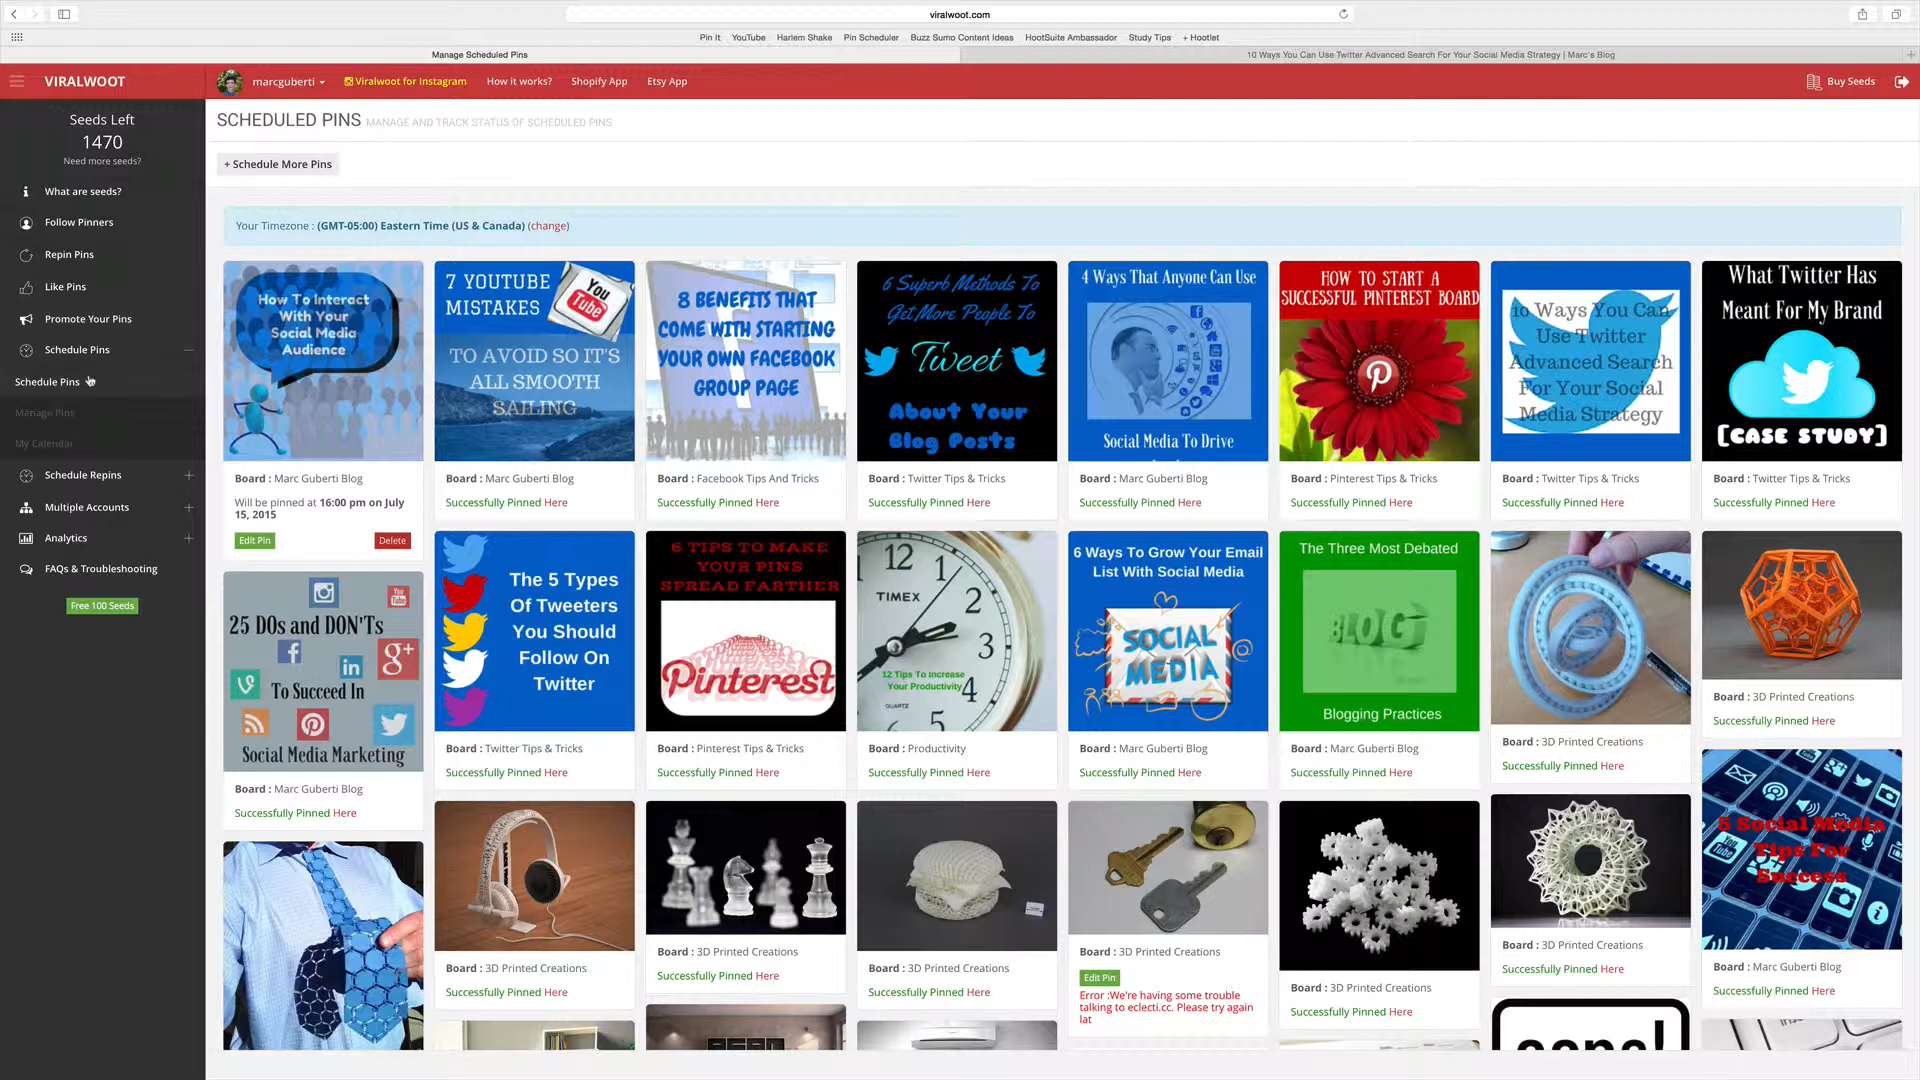 viralwoot.com
Pin It YouTube Harlem Shake Pin Scheduler Buzz Sumo Content Ideas HootSuite Ambassador Study Tips + Hootlet
Manage Scheduled Pins
10 Ways You Can Use Twitter Advanced Search For Your Social Media Strategy | Marc's Blog
VIRALWOOT
marcguberti
Viralwoot for Instagram
How it works?
Shopify App
Etsy App
Buy Seeds
Seeds Left
1470
Need more seeds?
What are seeds?
Follow Pinners
Repin Pins
Like Pins
Promote Your Pins
Schedule Pins
Schedule Pins
Manage Pins
My Calendar
Schedule Repins
Multiple Accounts
Analytics
FAQs & Troubleshooting
Free 100 Seeds
SCHEDULED PINS MANAGE AND TRACK STATUS OF SCHEDULED PINS
+ Schedule More Pins
Your Timezone : (GMT-05:00) Eastern Time (US & Canada) (change)
How To Interact
With Your
Social Media
Audience
Board : Marc Guberti Blog
Will be pinned at 16:00 pm on July
15, 2015
Edit Pin
Delete
7 YOUTUBE
MISTAKES
You
Tube
TO AVOID SO IT'S
ALL SMOOTH
SAILING
Board : Marc Guberti Blog
Successfully Pinned Here
8 BENEFITS THAT
COME WITH STARTING
YOUR OWN FACEBOOK
GROUP PAGE
Board : Facebook Tips And Tricks
Successfully Pinned Here
6 Superb Methods To
Get More People To
Tweet
About Your
Blog Posts
Board : Twitter Tips & Tricks
Successfully Pinned Here
4 Ways That Anyone Can Use
Social Media To Drive
Board : Marc Guberti Blog
Successfully Pinned Here
HOW TO START A
SUCCESSFUL PINTEREST BOARD
Board : Pinterest Tips & Tricks
Successfully Pinned Here
10 Ways You Can
Use Twitter
Advanced Search
For Your Social
Media Strategy
Board : Twitter Tips & Tricks
Successfully Pinned Here
What Twitter Has
Meant For My Brand
[CASE STUDY]
Board : Twitter Tips & Tricks
Successfully Pinned Here
25 DOs and DON'Ts
To Succeed In
Social Media Marketing
Board : Marc Guberti Blog
Successfully Pinned Here
The 5 Types
Of Tweeters
You Should
Follow On
Twitter
Board : Twitter Tips & Tricks
Successfully Pinned Here
6 TIPS TO MAKE
YOUR PINS
SPREAD FARTHER
Pinterest
Board : Pinterest Tips & Tricks
Successfully Pinned Here
12
1
2
3
4
5
TIMEX
12 Tips To Increase
Your Productivity
QUARTZ
Board : Productivity
Successfully Pinned Here
6 Ways To Grow Your Email
List With Social Media
SOCIAL
MEDIA
Board : Marc Guberti Blog
Successfully Pinned Here
The Three Most Debated
BLOG
Blogging Practices
Board : Marc Guberti Blog
Successfully Pinned Here
Board : 3D Printed Creations
Successfully Pinned Here
Board : 3D Printed Creations
Successfully Pinned Here
Board : 3D Printed Creations
Successfully Pinned Here
Board : 3D Printed Creations
Successfully Pinned Here
Board : 3D Printed Creations
Successfully Pinned Here
Board : 3D Printed Creations
Edit Pin
Error :We're having some trouble
talking to eclecti.cc. Please try again
lat
Board : 3D Printed Creations
Successfully Pinned Here
Board : 3D Printed Creations
Successfully Pinned Here
5 Social Media
Tips For
Success
Board : Marc Guberti Blog
Successfully Pinned Here